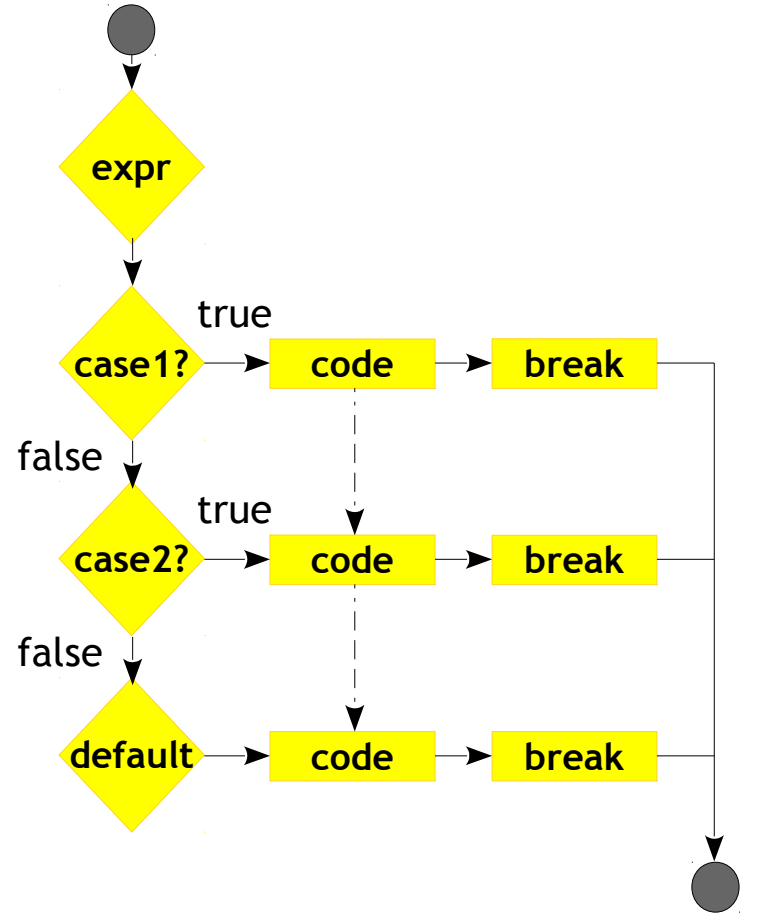 expr
true
case1?
code
break
false
true
case2?
code
break
false
default
code
break